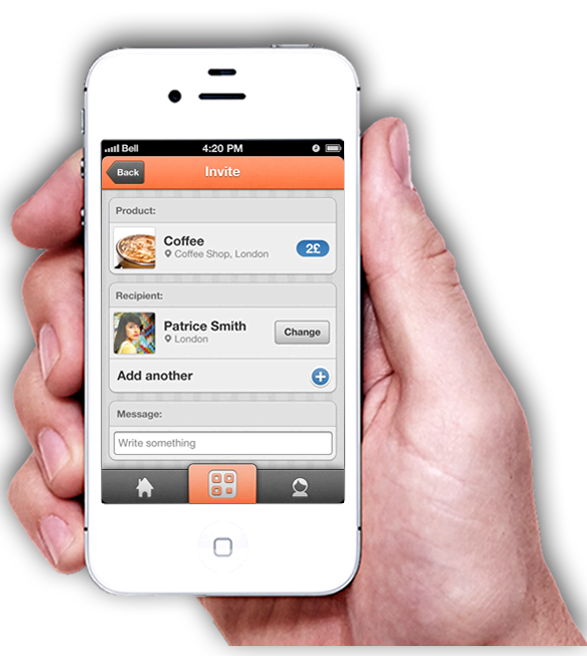 Bell 4:20 PM
Back Invite
Product:
Coffee
Coffee Shop, London
2£
Recipient:
Patrice Smith
London
Change
Add another
Message:
Write something